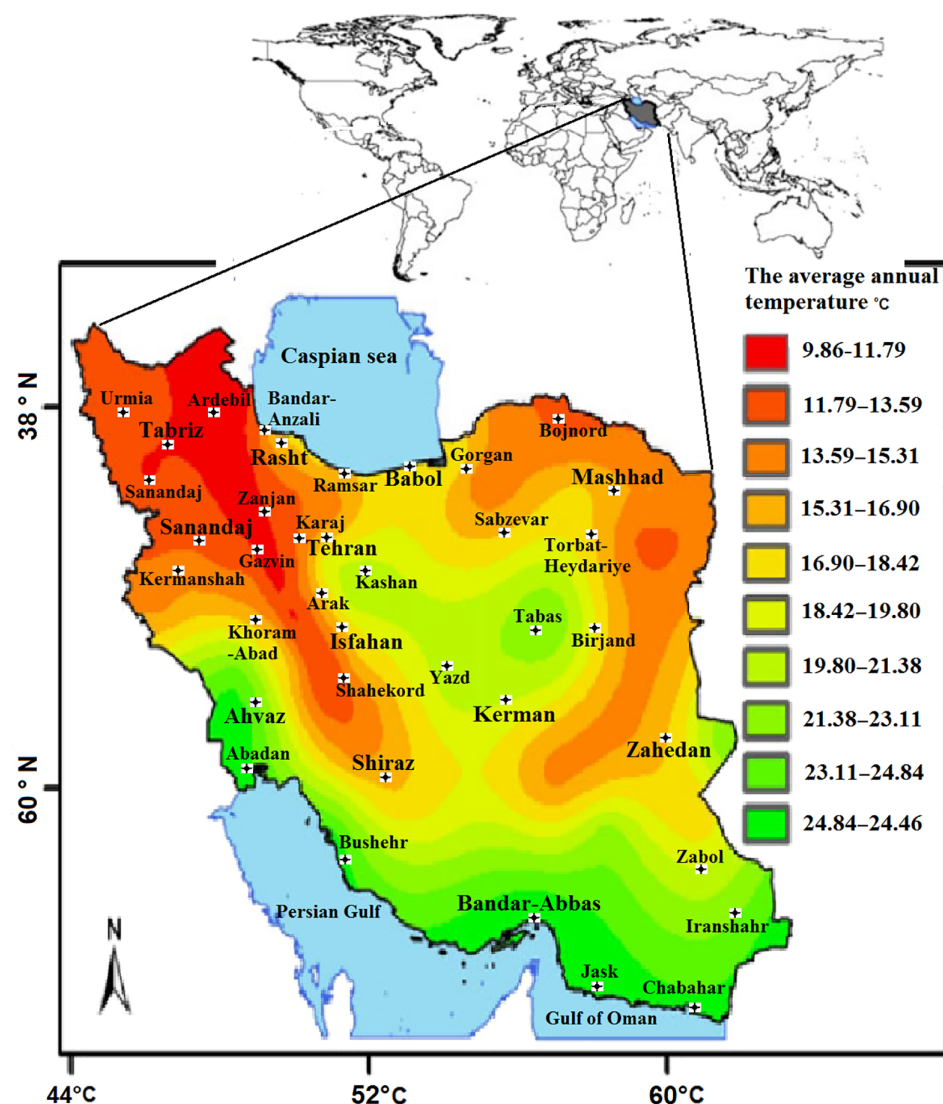 The average annual
temperature °C
9.86–11.79
11.79–13.59
13.59–15.31
15.31–16.90
16.90–18.42
18.42–19.80
19.80–21.38
21.38–23.11
23.11–24.84
24.84–24.46
Caspian sea
Urmia
Ardebil
Bandar-
Anzali
Tabriz
Rasht
Bojnord
Gorgan
Ramsar
Babol
Mashhad
Sanandaj
Zanjan
Sanandaj
Karaj
Tehran
Sabzevar
Torbat-
Heydariye
Gazvin
Kermanshah
Kashan
Arak
Khoram
-Abad
Isfahan
Tabas
Birjand
Shahekord
Yazd
Ahvaz
Kerman
Abadan
Shiraz
Zahedan
Bushehr
Zabol
Persian Gulf
Bandar-Abbas
Iranshahr
Jask
Chabahar
Gulf of Oman
N
38° N
60° N
44°C
52°C
60°C